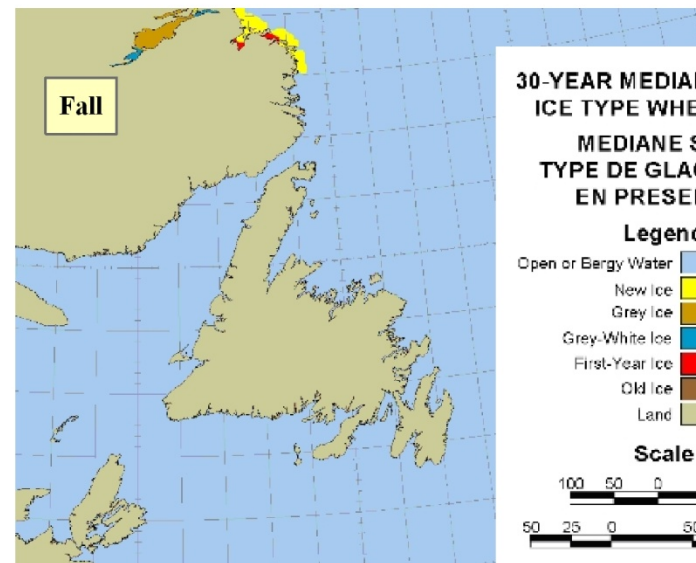 Fall
30-YEAR MEDIAN
ICE TYPE WHE
MEDIANE S
TYPE DE GLAC
EN PRESE
Legend
Open or Bergy Water
New Ice
Grey Ice
Grey-White Ice
First-Year Ice
Old Ice
Land
Scale
100 50 0
50 25 0 50